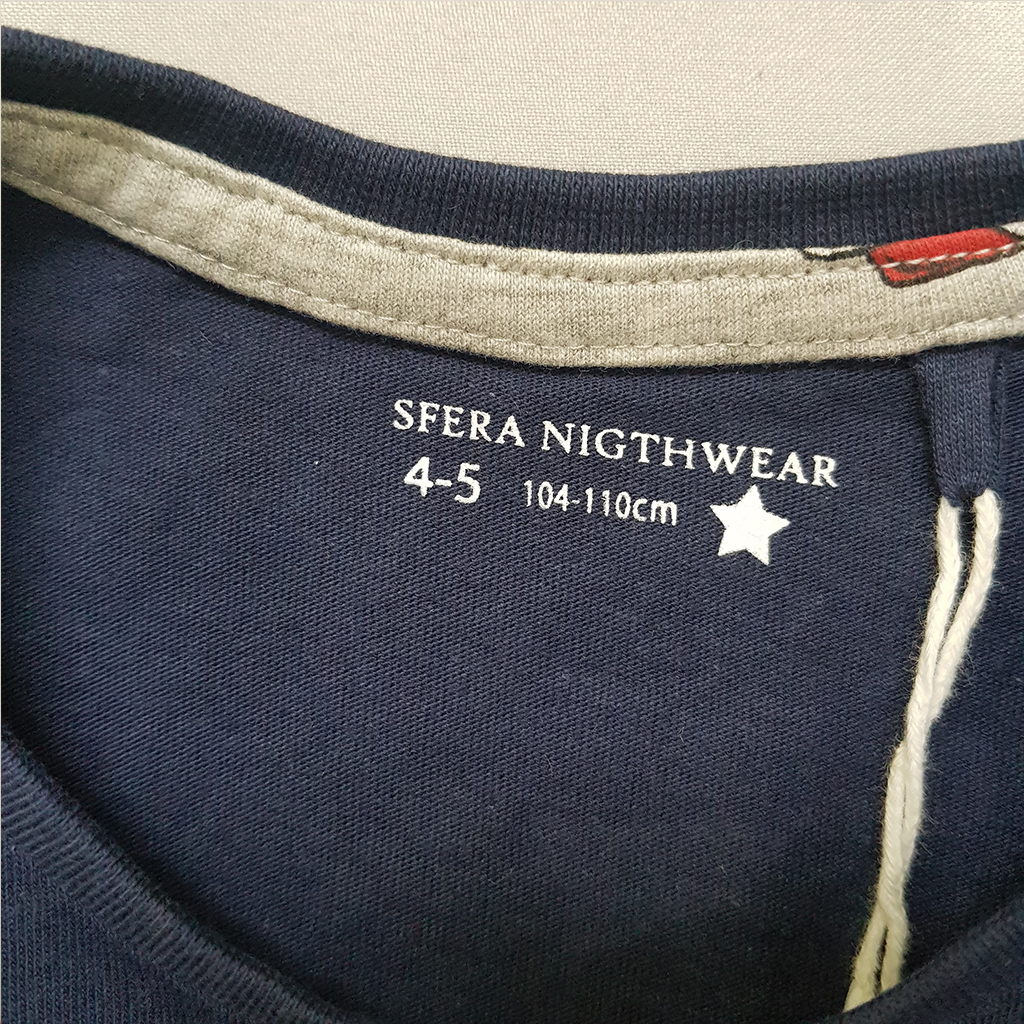 SFERA NIGTHWEAR
4-5 104-110cm